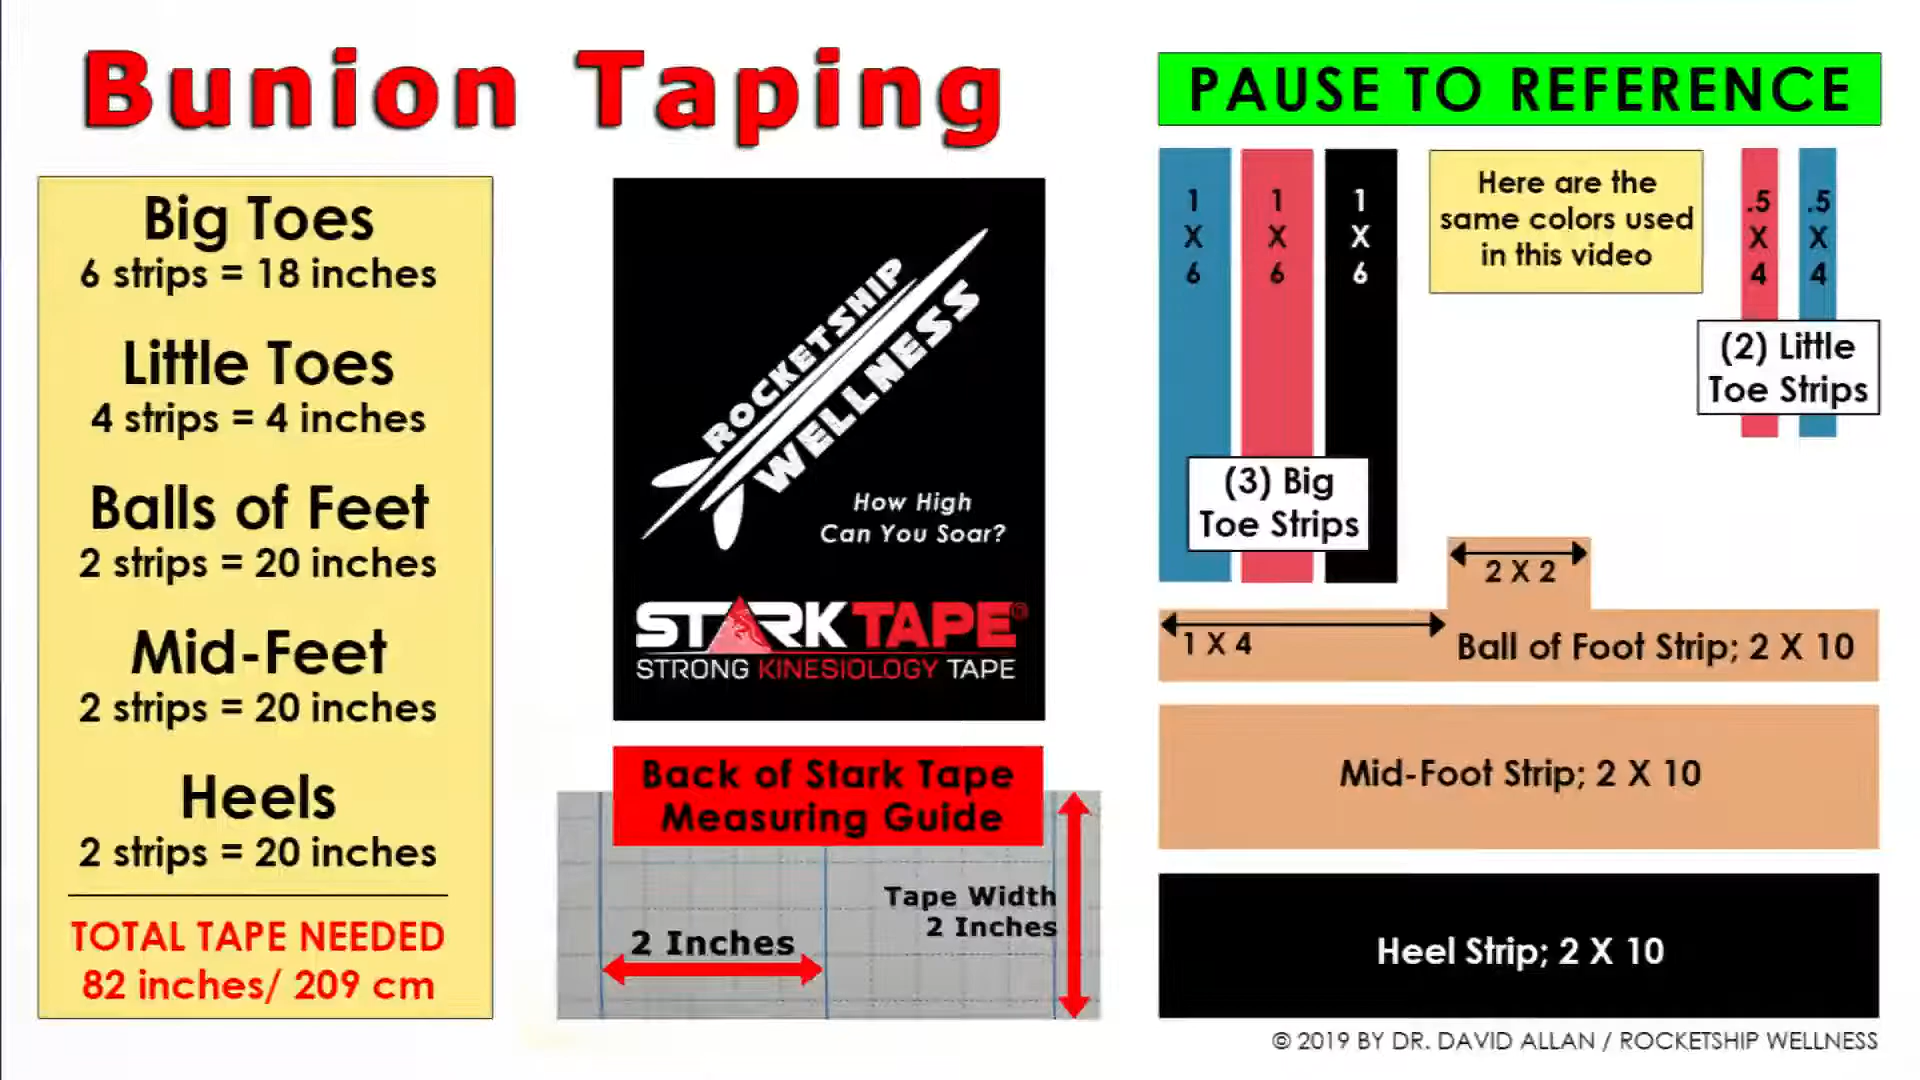 Bunion Taping
Big Toes
6 strips = 18 inches
Little Toes
4 strips = 4 inches
Balls of Feet
2 strips = 20 inches
Mid-Feet
2 strips = 20 inches
Heels
2 strips = 20 inches
TOTAL TAPE NEEDED
82 inches/ 209 cm
ROCKETSHIP
WELLNESS
How High
Can You Soar?
STARKTAPE®
STRONG KINESIOLOGY TAPE
Back of Stark Tape
Measuring Guide
Tape Width
2 Inches
2 Inches
PAUSE TO REFERENCE
1
X
6
1
X
6
1
X
6
Here are the
same colors used
in this video
.5
X
4
.5
X
4
(2) Little
Toe Strips
(3) Big
Toe Strips
2 X 2
1 X 4
Ball of Foot Strip; 2 X 10
Mid-Foot Strip; 2 X 10
Heel Strip; 2 X 10
© 2019 BY DR. DAVID ALLAN / ROCKETSHIP WELLNESS